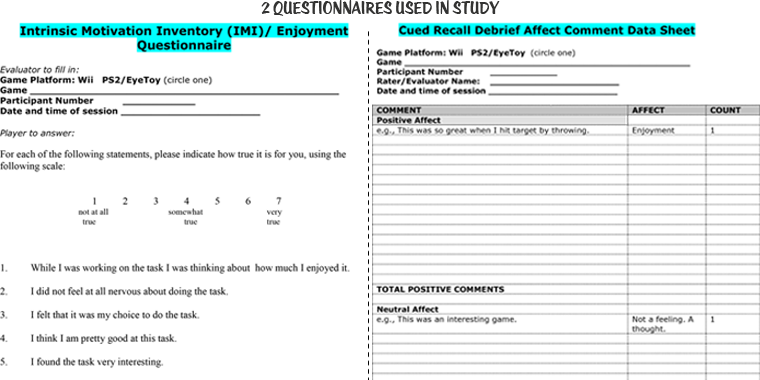 2 QUESTIONNAIRES USED IN STUDY
Intrinsic Motivation Inventory (IMI)/ Enjoyment
Questionnaire
Evaluator to fill in:
Game Platform: Wii PS2/EyeToy (circle one)
Game
Participant Number
Date and time of session
Player to answer:
For each of the following statements, please indicate how true it is for you, using the
following scale:
1 2 3 4 5 6 7
not at all somewhat very
true true true
1. While I was working on the task I was thinking about how much I enjoyed it.
2. I did not feel at all nervous about doing the task.
3. I felt that it was my choice to do the task.
4. I think I am pretty good at this task.
5. I found the task very interesting.
Cued Recall Debrief Affect Comment Data Sheet
Game Platform: Wii PS2/EyeToy (circle one)
Game
Participant Number
Rater/Evaluator Name:
Date and time of session
COMMENT AFFECT COUNT
Positive Affect
e.g., This was so great when I hit target by throwing. Enjoyment 1
TOTAL POSITIVE COMMENTS
Neutral Affect
e.g., This was an interesting game. Not a feeling. A 1
thought.